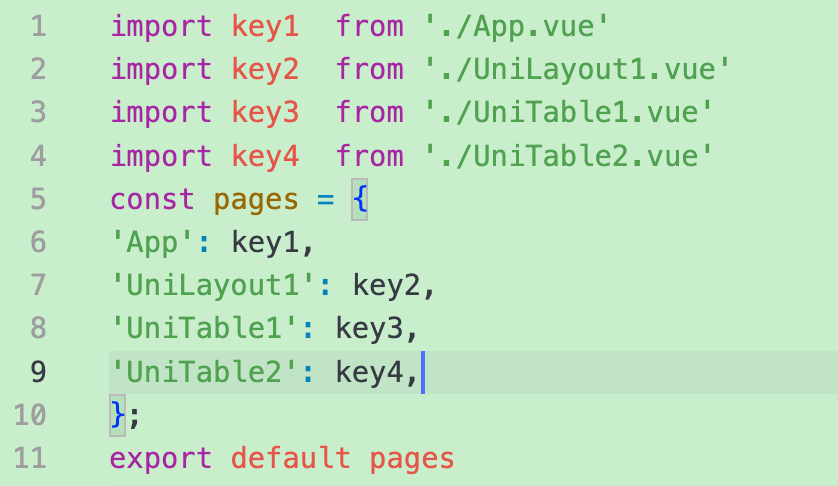 1 import key1  from './App.vue'
2 import key2  from './UniLayout1.vue'
3 import key3  from './UniTable1.vue'
4 import key4  from './UniTable2.vue'
5 const pages = {
6 'App': key1,
7 'UniLayout1': key2,
8 'UniTable1': key3,
9 'UniTable2': key4,
10 };
11 export default pages